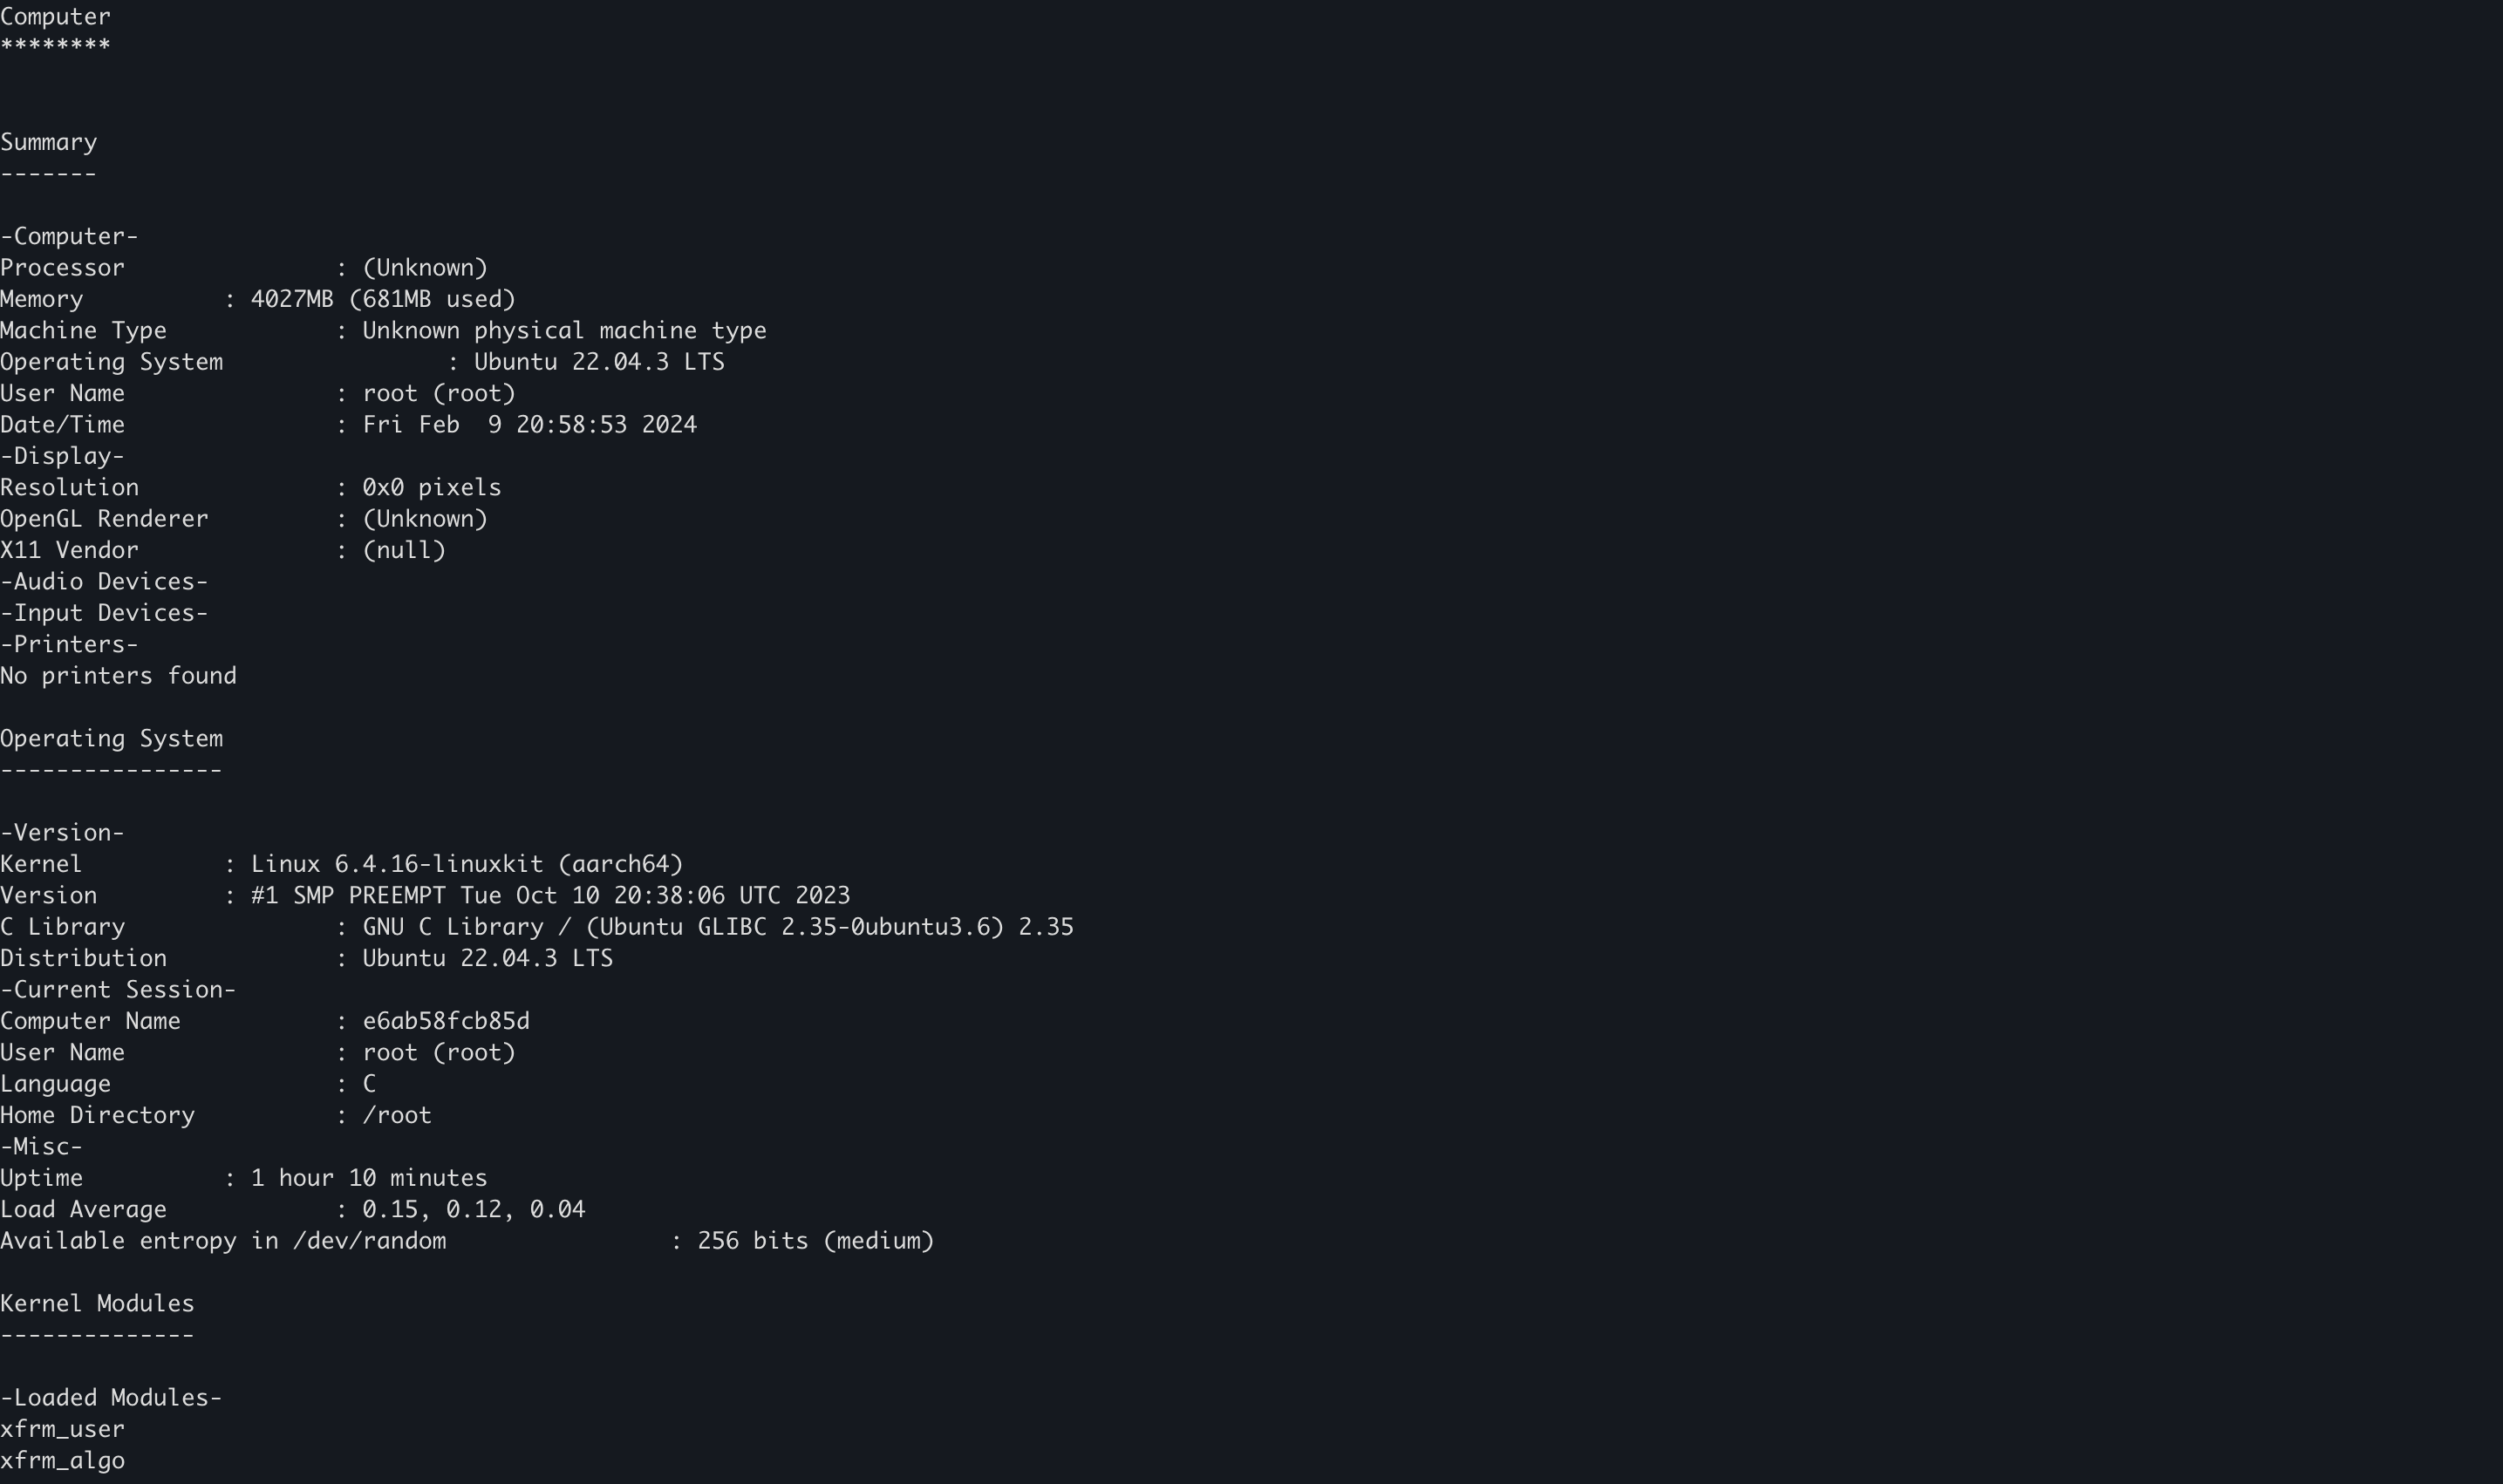 Computer
********
Summary
-------
-Computer-
Processor : (Unknown)
Memory : 4027MB (681MB used)
Machine Type : Unknown physical machine type
Operating System : Ubuntu 22.04.3 LTS
User Name : root (root)
Date/Time : Fri Feb  9 20:58:53 2024
-Display-
Resolution : 0x0 pixels
OpenGL Renderer : (Unknown)
X11 Vendor : (null)
-Audio Devices-
-Input Devices-
-Printers-
No printers found
Operating System
----------------
-Version-
Kernel : Linux 6.4.16-linuxkit (aarch64)
Version : #1 SMP PREEMPT Tue Oct 10 20:38:06 UTC 2023
C Library : GNU C Library / (Ubuntu GLIBC 2.35-0ubuntu3.6) 2.35
Distribution : Ubuntu 22.04.3 LTS
-Current Session-
Computer Name : e6ab58fcb85d
User Name : root (root)
Language : C
Home Directory : /root
-Misc-
Uptime : 1 hour 10 minutes
Load Average : 0.15, 0.12, 0.04
Available entropy in /dev/random : 256 bits (medium)
Kernel Modules
--------------
-Loaded Modules-
xfrm_user
xfrm_algo